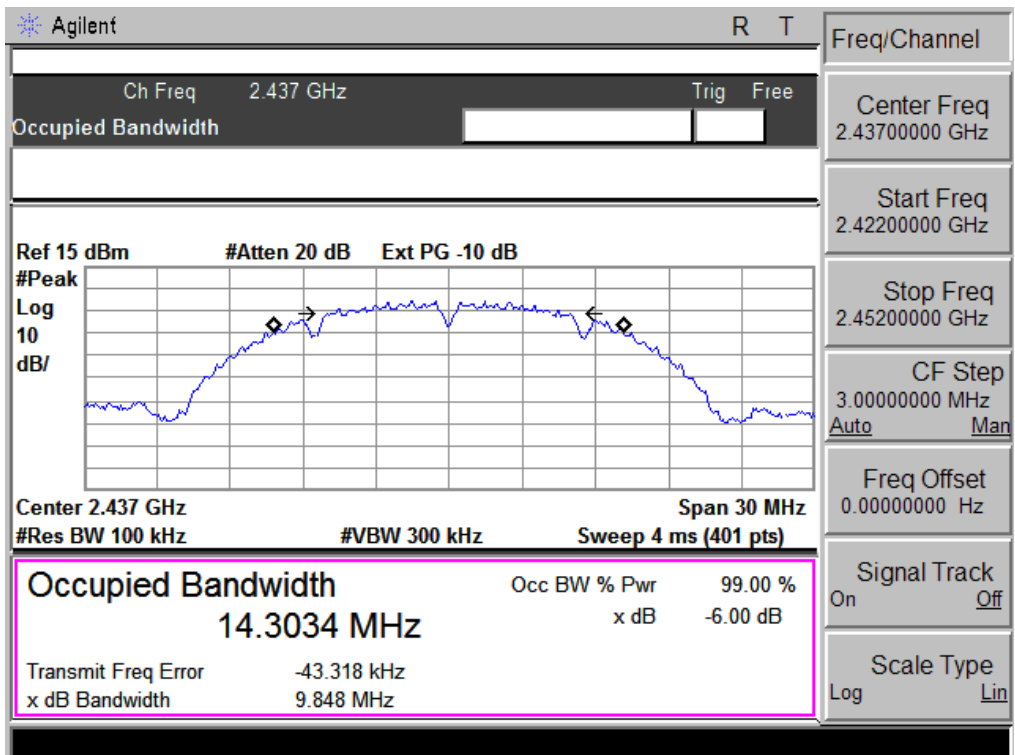 Agilent R T
Ch Freq 2.437 GHz Trig Free
Occupied Bandwidth
Ref 15 dBm #Atten 20 dB Ext PG -10 dB
#Peak
Log
10
dB/
Center 2.437 GHz Span 30 MHz
#Res BW 100 kHz #VBW 300 kHz Sweep 4 ms (401 pts)
Occupied Bandwidth Occ BW % Pwr 99.00 %
14.3034 MHz x dB -6.00 dB
Transmit Freq Error -43.318 kHz
x dB Bandwidth 9.848 MHz
Freq/Channel
Center Freq
2.43700000 GHz
Start Freq
2.42200000 GHz
Stop Freq
2.45200000 GHz
CF Step
3.00000000 MHz
Auto Man
Freq Offset
0.00000000 Hz
Signal Track
On Off
Scale Type
Log Lin